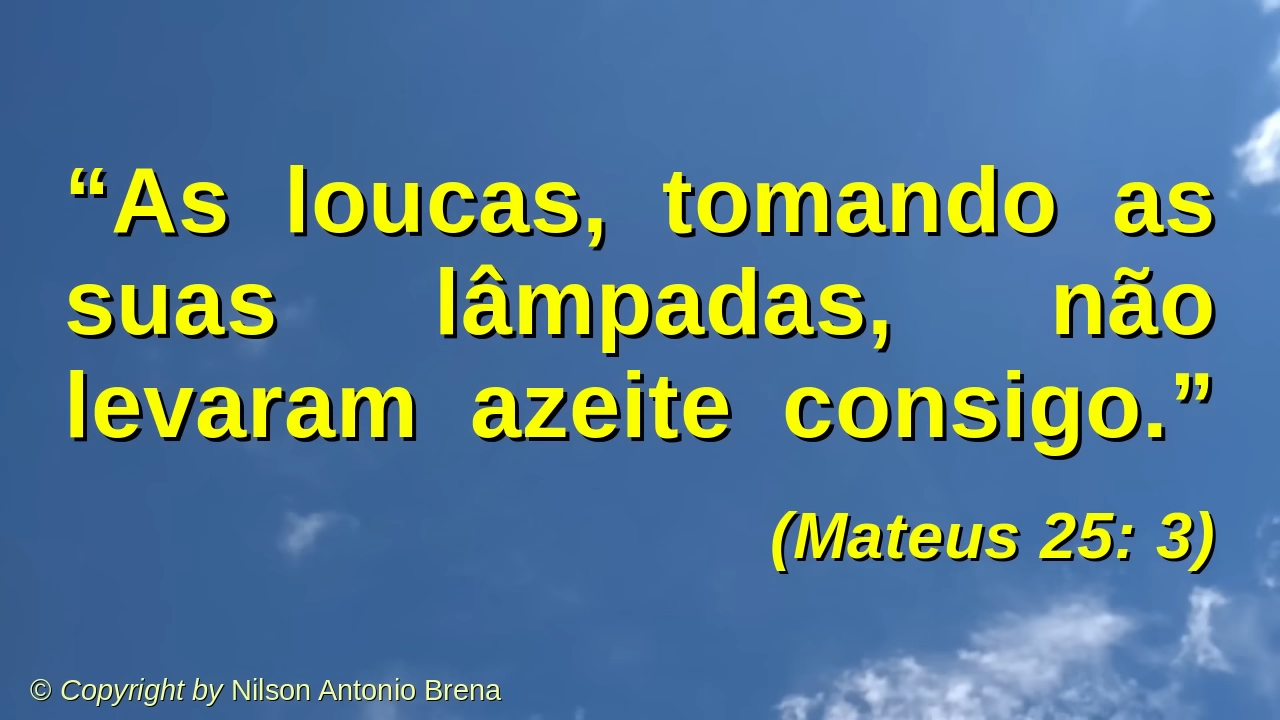 “As loucas, tomando as
suas lâmpadas, não
levaram azeite consigo.”
(Mateus 25: 3)
© Copyright by Nilson Antonio Brena